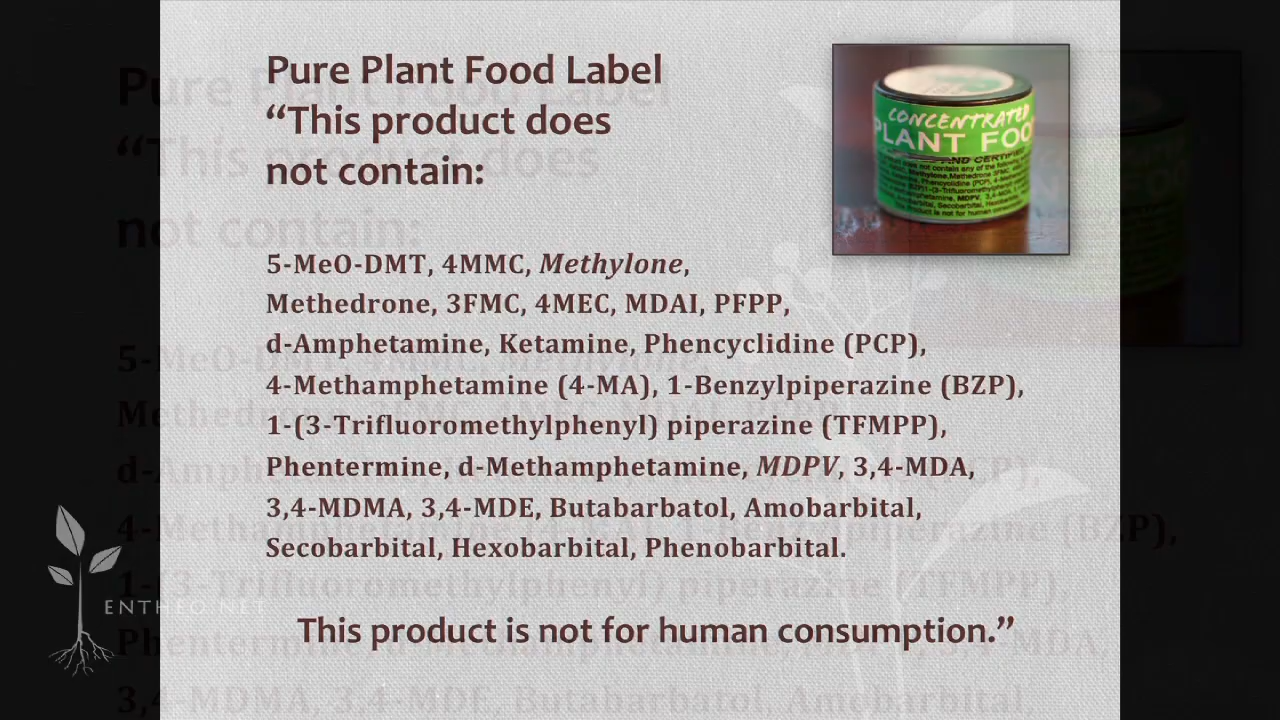 Pure Plant Food Label
“This product does
not contain:
CONCENTRATED
PLANT FOO
AND CERTIFIE
5-MeO-DMT, 4MMC, Methylone,
Methedrone, 3FMC, 4MEC, MDAI, PFPP,
d-Amphetamine, Ketamine, Phencyclidine (PCP),
4-Methamphetamine (4-MA), 1-Benzylpiperazine (BZP),
1-(3-Trifluoromethylphenyl) piperazine (TFMPP),
Phentermine, d-Methamphetamine, MDPV, 3,4-MDA,
3,4-MDMA, 3,4-MDE, Butabarbatol, Amobarbital,
Secobarbital, Hexobarbital, Phenobarbital.
ENTHEO.NET
This product is not for human consumption.”